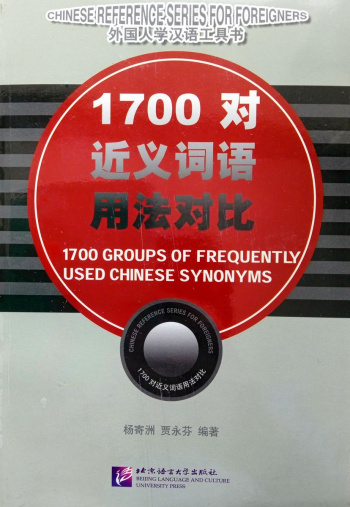 CHINESE REFERENCE SERIES FOR FOREIGNERS
外国人学汉语工具书
1700 对
近义词语
用法对比
1700 GROUPS OF FREQUENTLY
USED CHINESE SYNONYMS
CHINESE REFERENCE SERIES FOR FOREIGNERS
1700对近义词语用法对比
杨寄洲 贾永芬 编著
北京语言大学出版社
BEIJING LANGUAGE AND CULTURE
UNIVERSITY PRESS